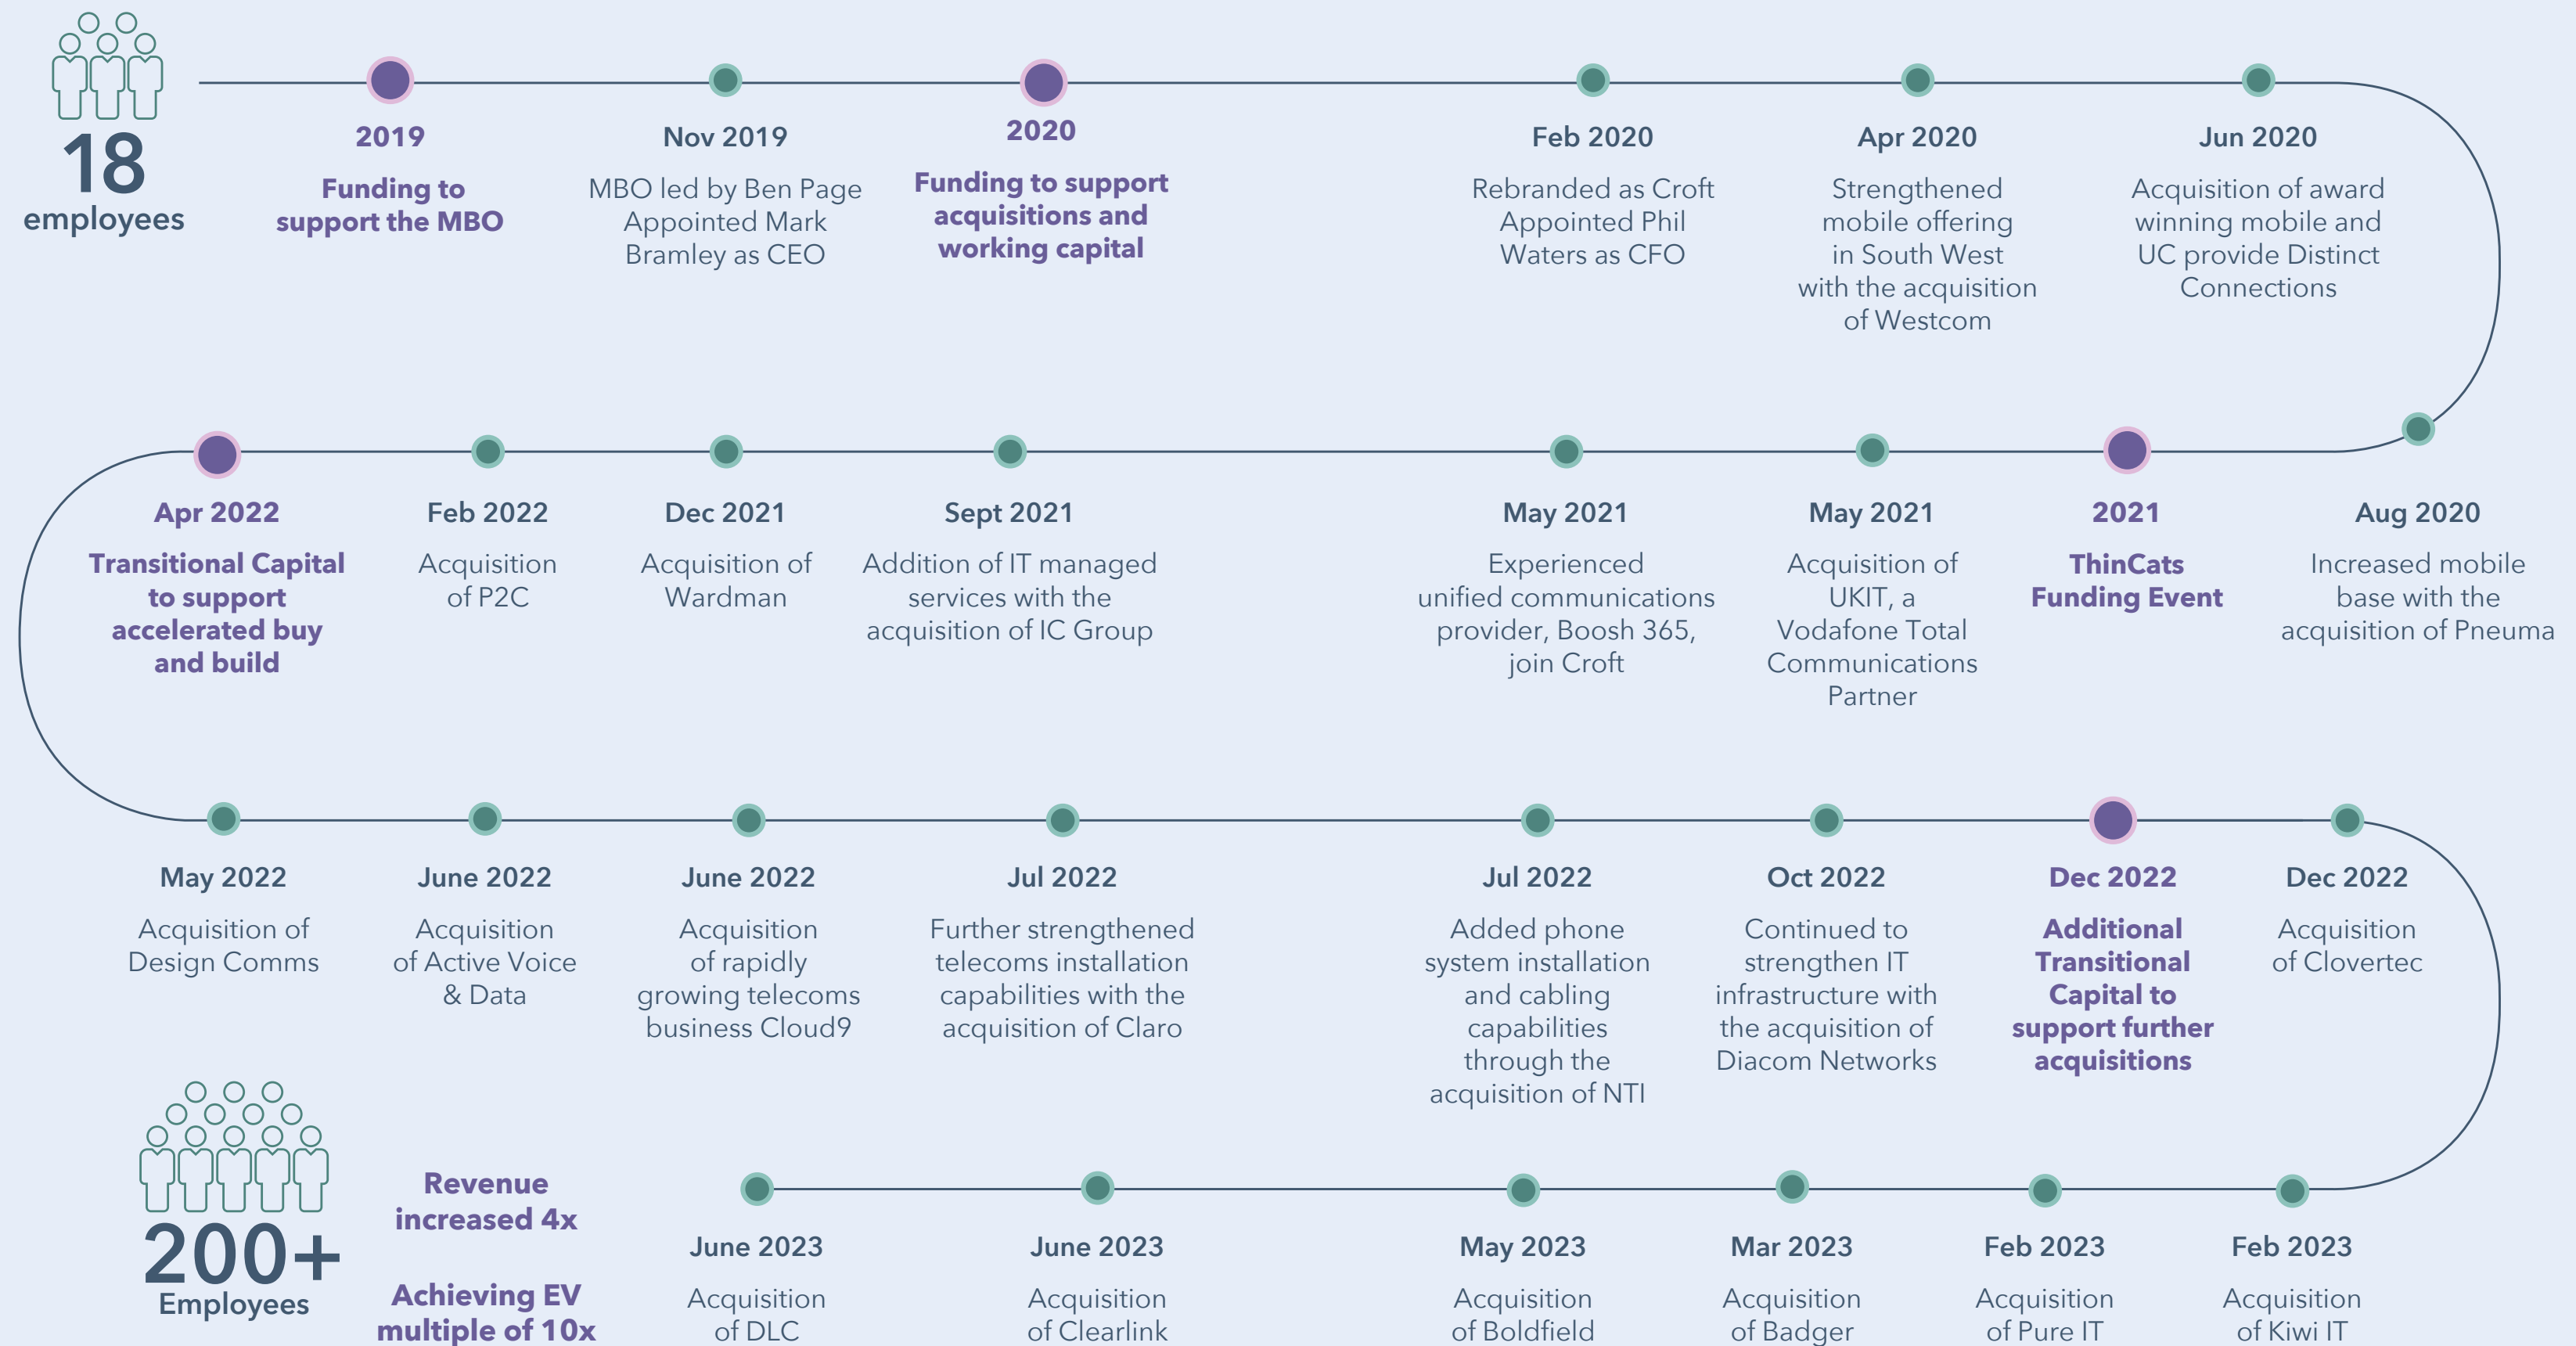 18
employees
2019
Funding to
support the MBO
Nov 2019
MBO led by Ben Page
Appointed Mark
Bramley as CEO
2020
Funding to support
acquisitions and
working capital
Feb 2020
Rebranded as Croft
Appointed Phil
Waters as CFO
Apr 2020
Strengthened
mobile offering
in South West
with the acquisition
of Westcom
Jun 2020
Acquisition of award
winning mobile and
UC provide Distinct
Connections
Aug 2020
Increased mobile
base with the
acquisition of Pneuma
2021
ThinCats
Funding Event
May 2021
Acquisition of
UKIT, a
Vodafone Total
Communications
Partner
May 2021
Experienced
unified communications
provider, Boosh 365,
join Croft
Sept 2021
Addition of IT managed
services with the
acquisition of IC Group
Dec 2021
Acquisition of
Wardman
Feb 2022
Acquisition
of P2C
Apr 2022
Transitional Capital
to support
accelerated buy
and build
May 2022
Acquisition of
Design Comms
June 2022
Acquisition
of Active Voice
& Data
June 2022
Acquisition
of rapidly
growing telecoms
business Cloud9
Jul 2022
Further strengthened
telecoms installation
capabilities with the
acquisition of Claro
Jul 2022
Added phone
system installation
and cabling
capabilities
through the
acquisition of NTI
Oct 2022
Continued to
strengthen IT
infrastructure with
the acquisition of
Diacom Networks
Dec 2022
Additional
Transitional
Capital to
support further
acquisitions
Dec 2022
Acquisition
of Clovertec
Feb 2023
Acquisition
of Kiwi IT
Feb 2023
Acquisition
of Pure IT
Mar 2023
Acquisition
of Badger
May 2023
Acquisition
of Boldfield
June 2023
Acquisition
of Clearlink
June 2023
Acquisition
of DLC
Revenue
increased 4x
Achieving EV
multiple of 10x
200+
Employees